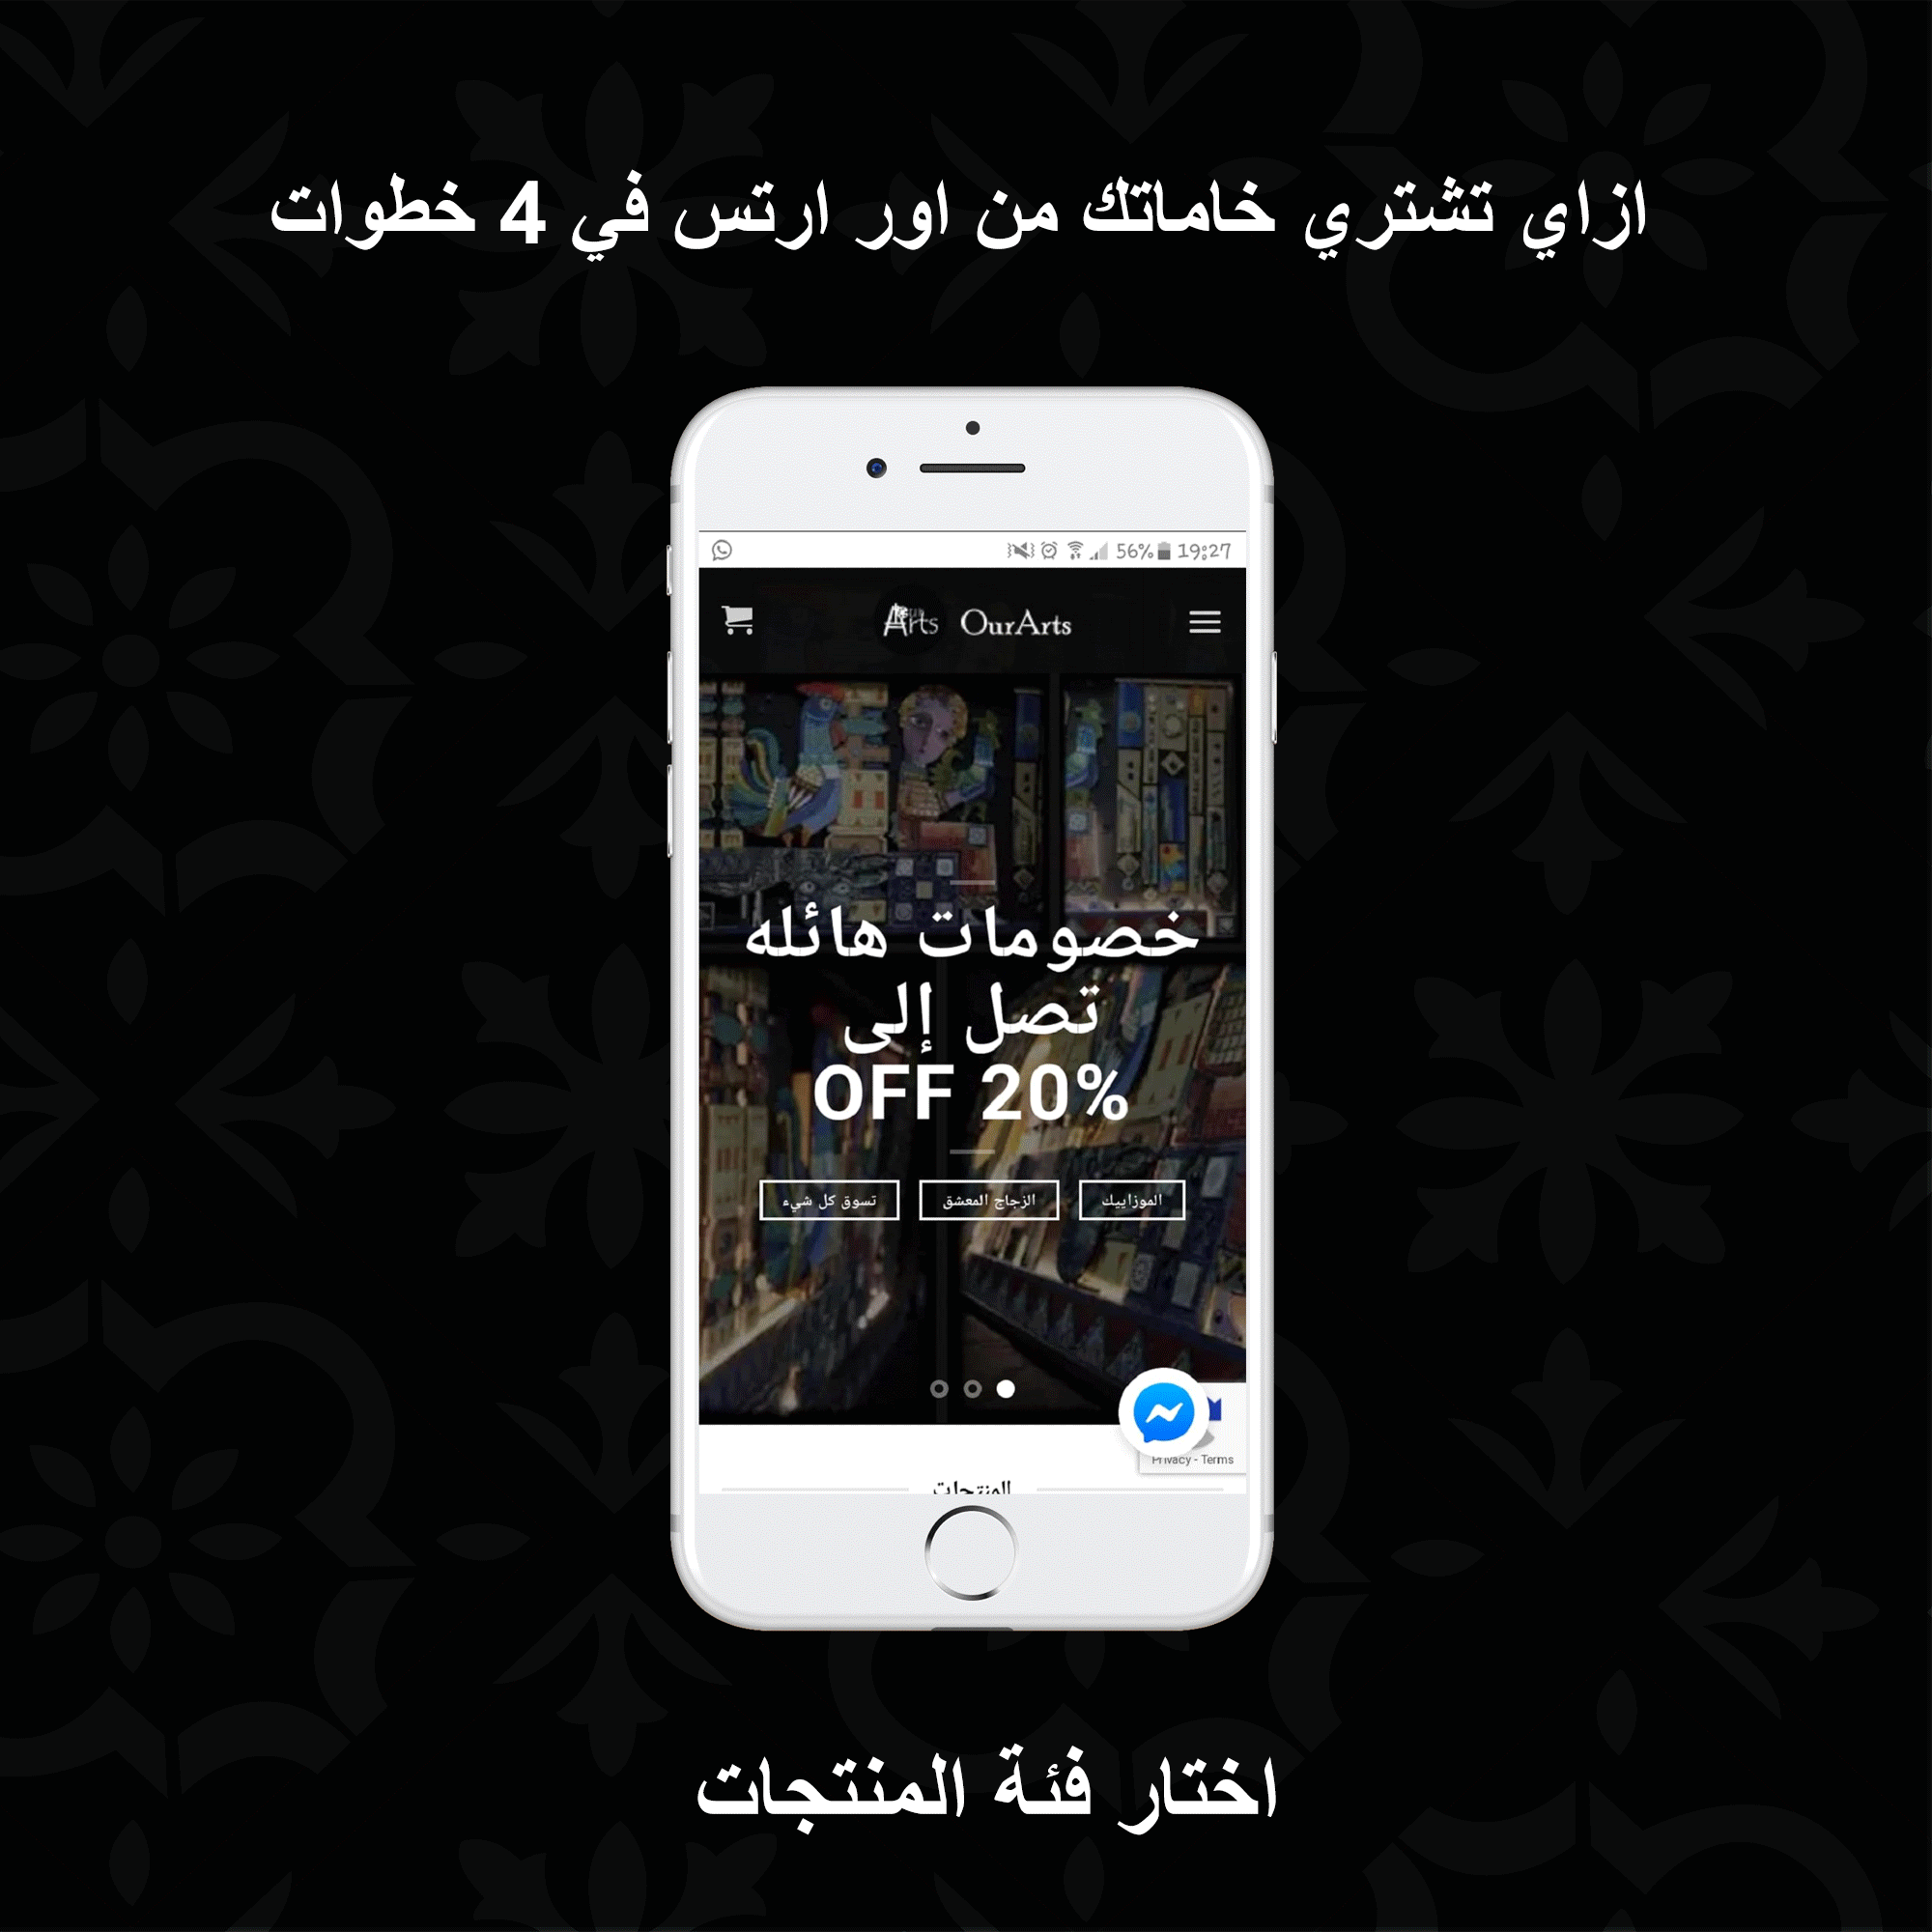 ازاي تشتري خاماتك من اور ارتس في 4 خطوات
56% 19:27
Arts OurArts
خصومات هائله
تصل إلى
OFF 20%
الموزاييك الزجاج المعشق تسوق كل شيء
Privacy - Terms
المنتجات
اختار فئة المنتجات